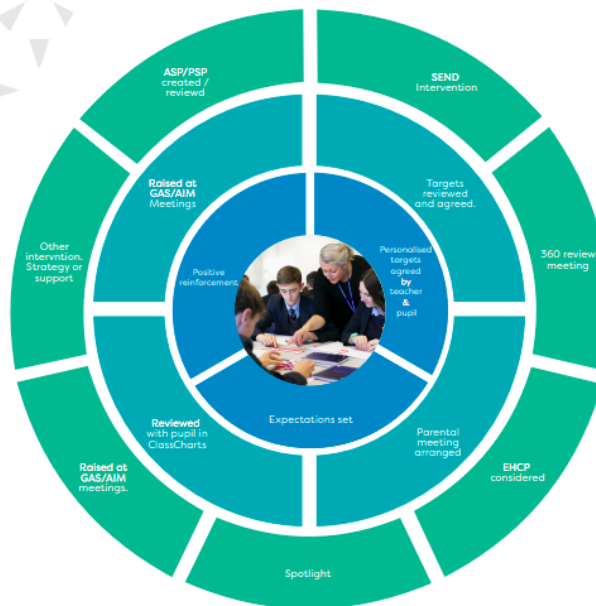 ASP/PSP
created /
reviewd
SEND
Intervention
Raised at
GAS/AIM
Meetings
Targets
reviewed
and agreed.
Other
intervntion.
Strategy or
support
Positive
reinforcement
Personalised
targets
agreed
by
teacher
&
pupil
360 review
meeting
Expectations set
Reviewed
with pupil in
ClassCharts
Parental
meeting
arranged
Raised at
GAS/AIM
meetings.
EHCP
considered
Spotlight